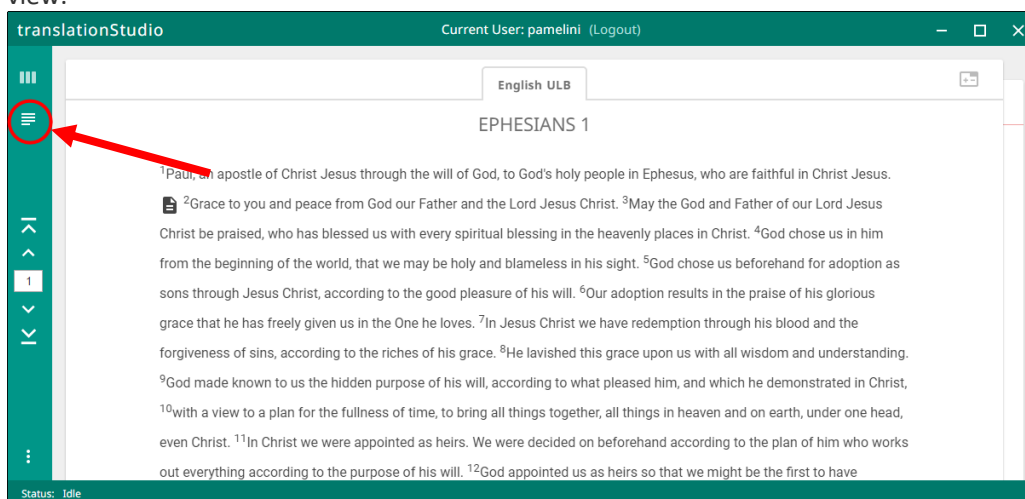 view.
translationStudio Current User: pamelini (Logout)
English ULB
EPHESIANS 1
1Paul, an apostle of Christ Jesus through the will of God, to God's holy people in Ephesus, who are faithful in Christ Jesus.
2Grace to you and peace from God our Father and the Lord Jesus Christ. 3May the God and Father of our Lord Jesus
Christ be praised, who has blessed us with every spiritual blessing in the heavenly places in Christ. 4God chose us in him
from the beginning of the world, that we may be holy and blameless in his sight. 5God chose us beforehand for adoption as
sons through Jesus Christ, according to the good pleasure of his will. 6Our adoption results in the praise of his glorious
1
grace that he has freely given us in the One he loves. 7In Jesus Christ we have redemption through his blood and the
forgiveness of sins, according to the riches of his grace. 8He lavished this grace upon us with all wisdom and understanding.
9God made known to us the hidden purpose of his will, according to what pleased him, and which he demonstrated in Christ,
10with a view to a plan for the fullness of time, to bring all things together, all things in heaven and on earth, under one head,
even Christ. 11In Christ we were appointed as heirs. We were decided on beforehand according to the plan of him who works
out everything according to the purpose of his will. 12God appointed us as heirs so that we might be the first to have
Status: Idle